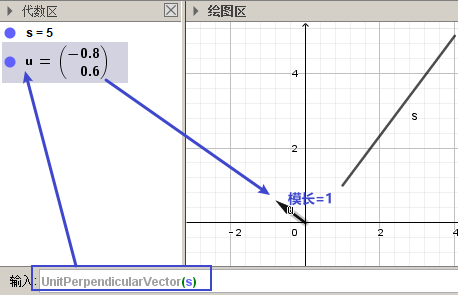 代数区
绘图区
s = 5
u = (−0.8
0.6)
4
2
s
模长=1
u
-2
0
2
4
输入:
UnitPerpendicularVector(s)